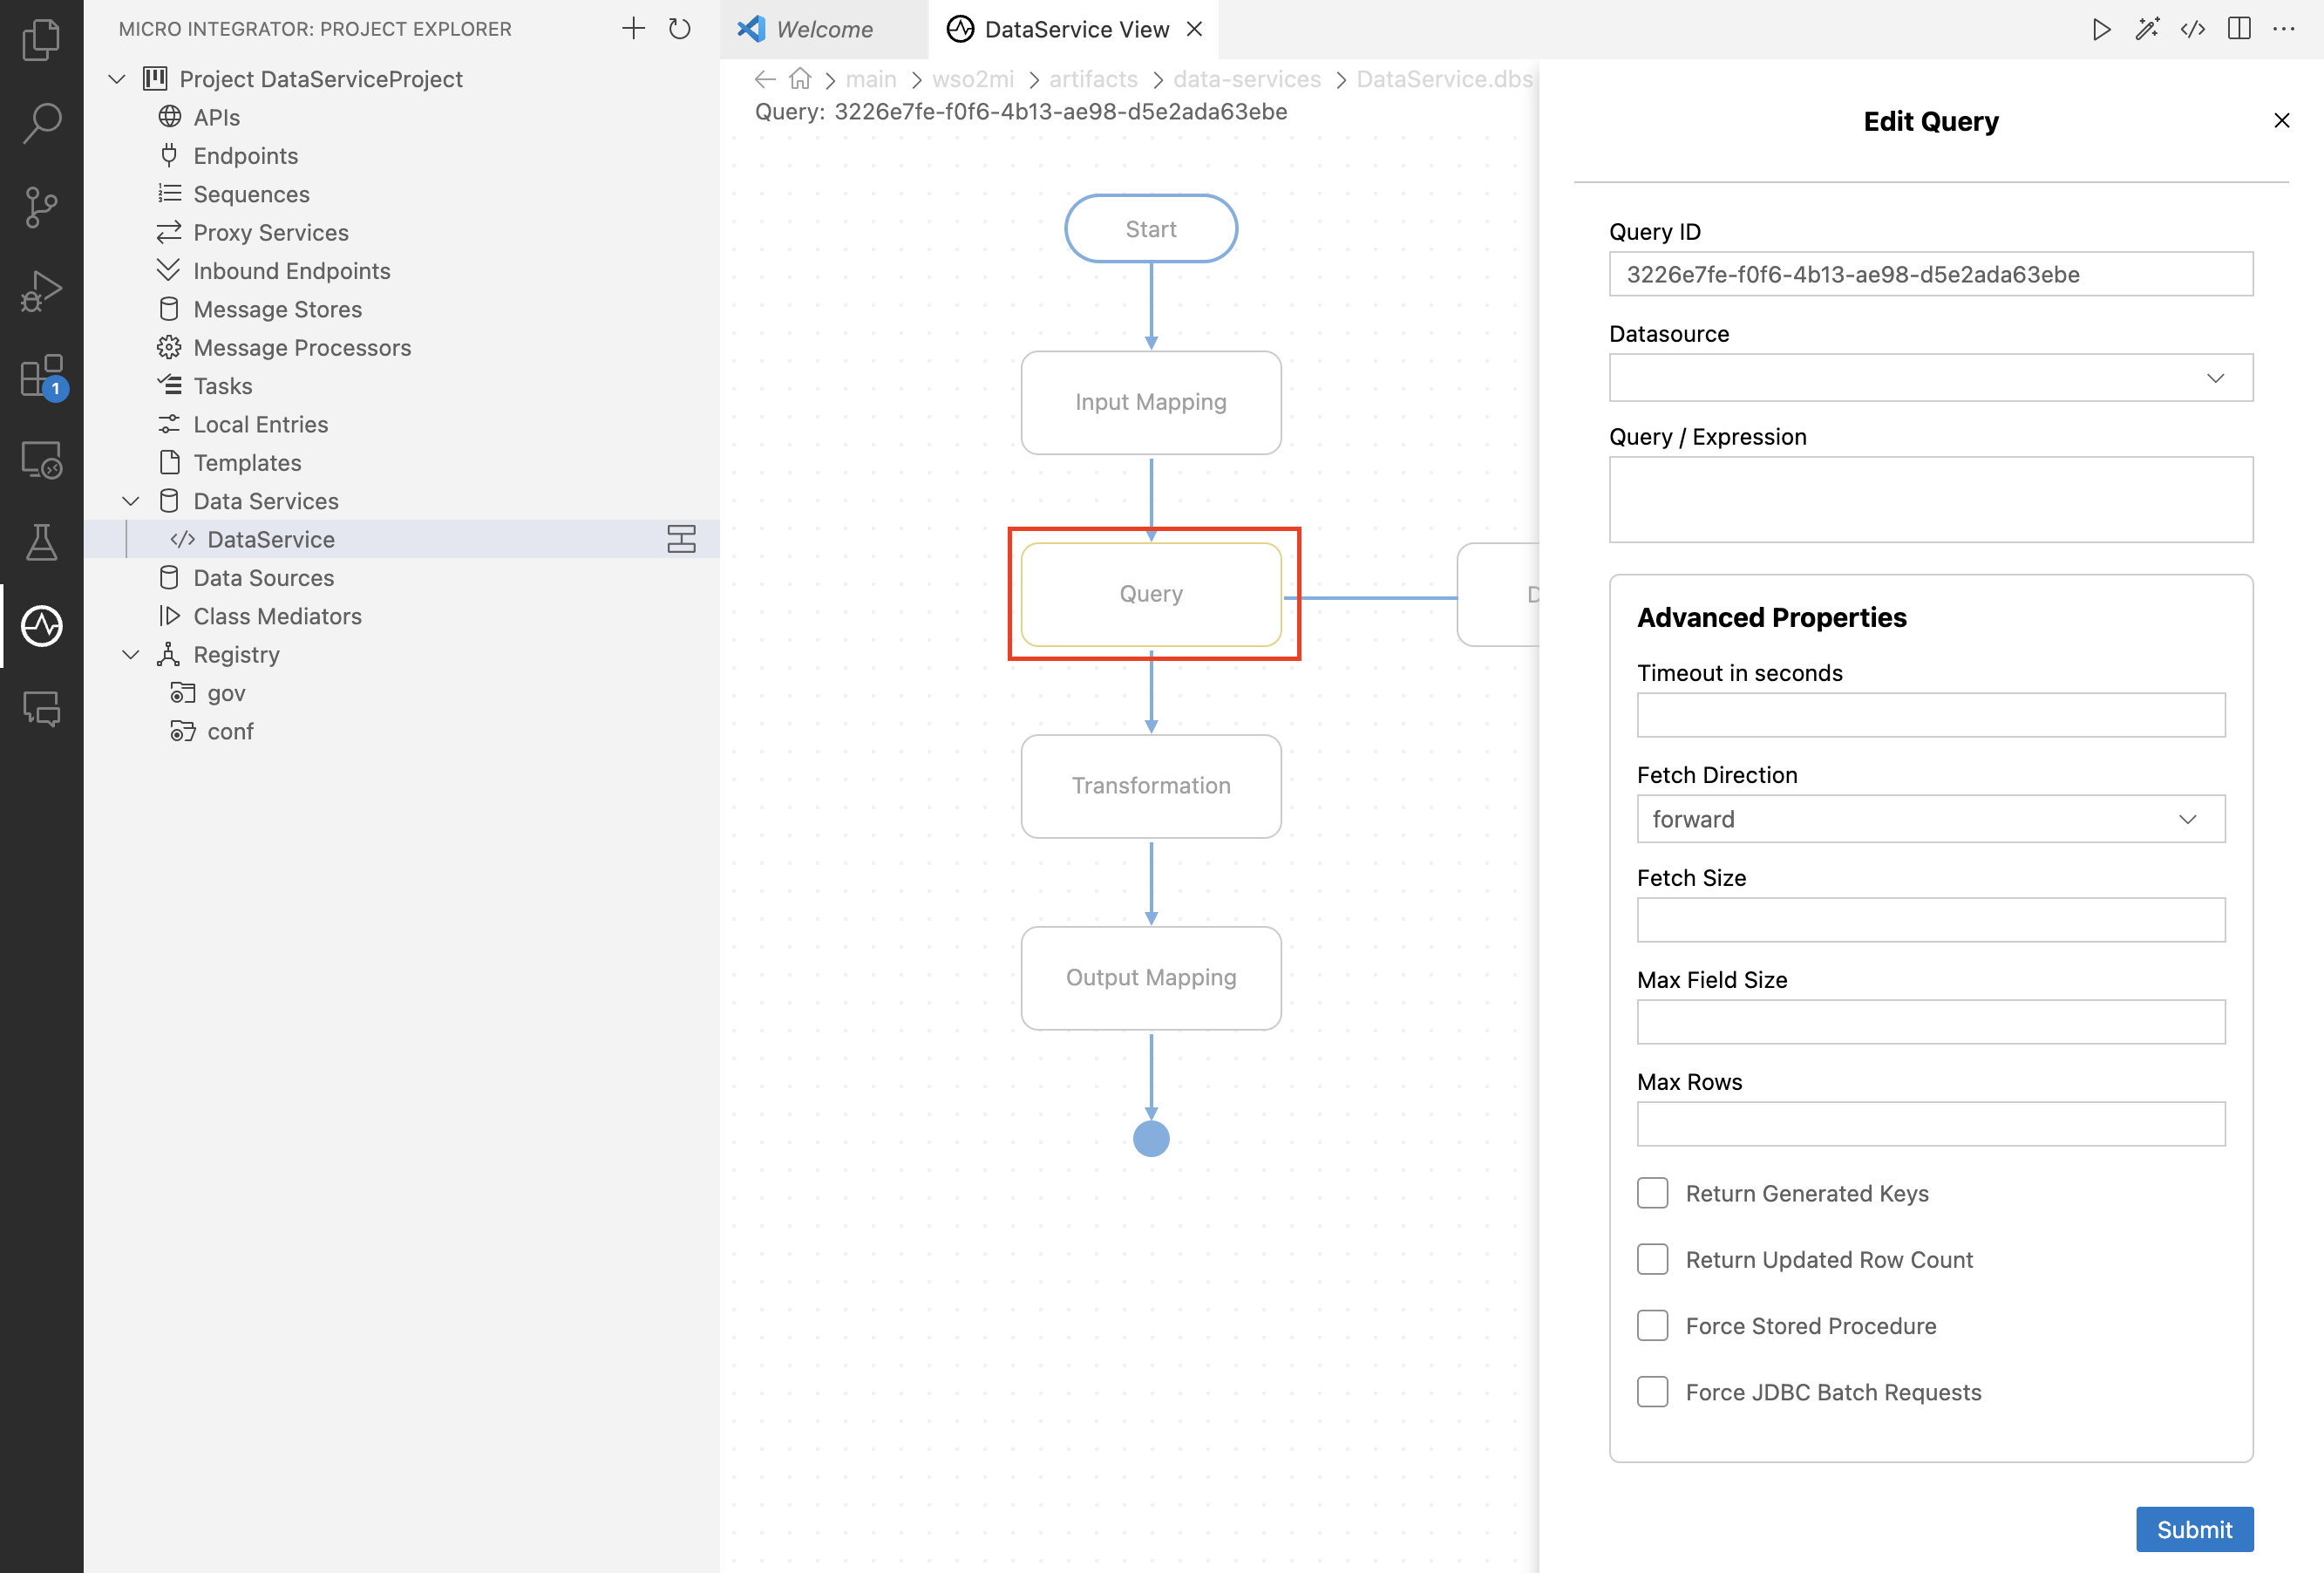 MICRO INTEGRATOR: PROJECT EXPLORER
Project DataServiceProject
APIs
Endpoints
Sequences
Proxy Services
Inbound Endpoints
Message Stores
Message Processors
Tasks
Local Entries
Templates
Data Services
DataService
Data Sources
Class Mediators
Registry
gov
conf
1
Welcome
DataService View
main > wso2mi > artifacts > data-services > DataService.dbs
Query: 3226e7fe-f0f6-4b13-ae98-d5e2ada63ebe
Start
Input Mapping
Query
D
Transformation
Output Mapping
Edit Query
Query ID
3226e7fe-f0f6-4b13-ae98-d5e2ada63ebe
Datasource
Query / Expression
Advanced Properties
Timeout in seconds
Fetch Direction
forward
Fetch Size
Max Field Size
Max Rows
Return Generated Keys
Return Updated Row Count
Force Stored Procedure
Force JDBC Batch Requests
Submit